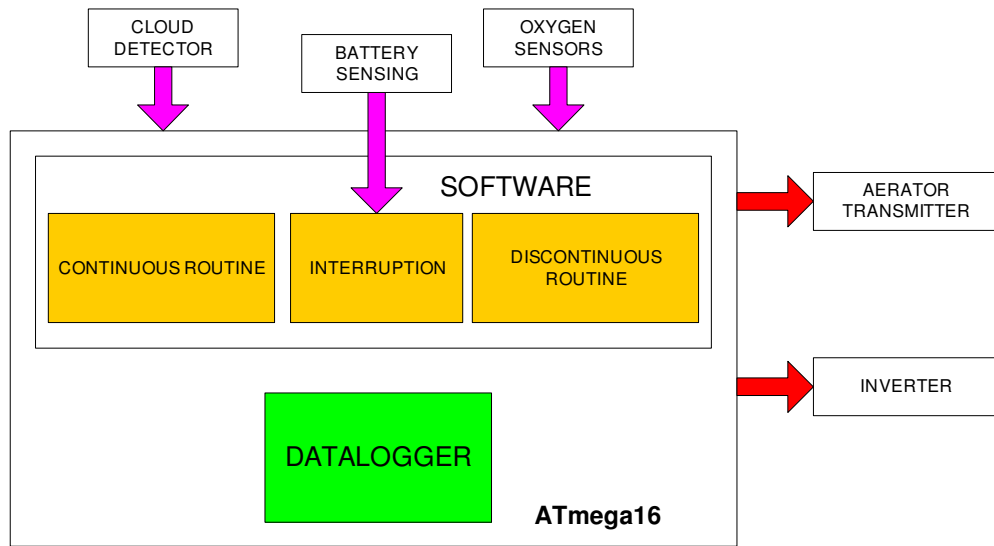 CLOUD
DETECTOR
BATTERY
SENSING
OXYGEN
SENSORS
SOFTWARE
CONTINUOUS ROUTINE
INTERRUPTION
DISCONTINUOUS
ROUTINE
AERATOR
TRANSMITTER
INVERTER
DATALOGGER
ATmega16